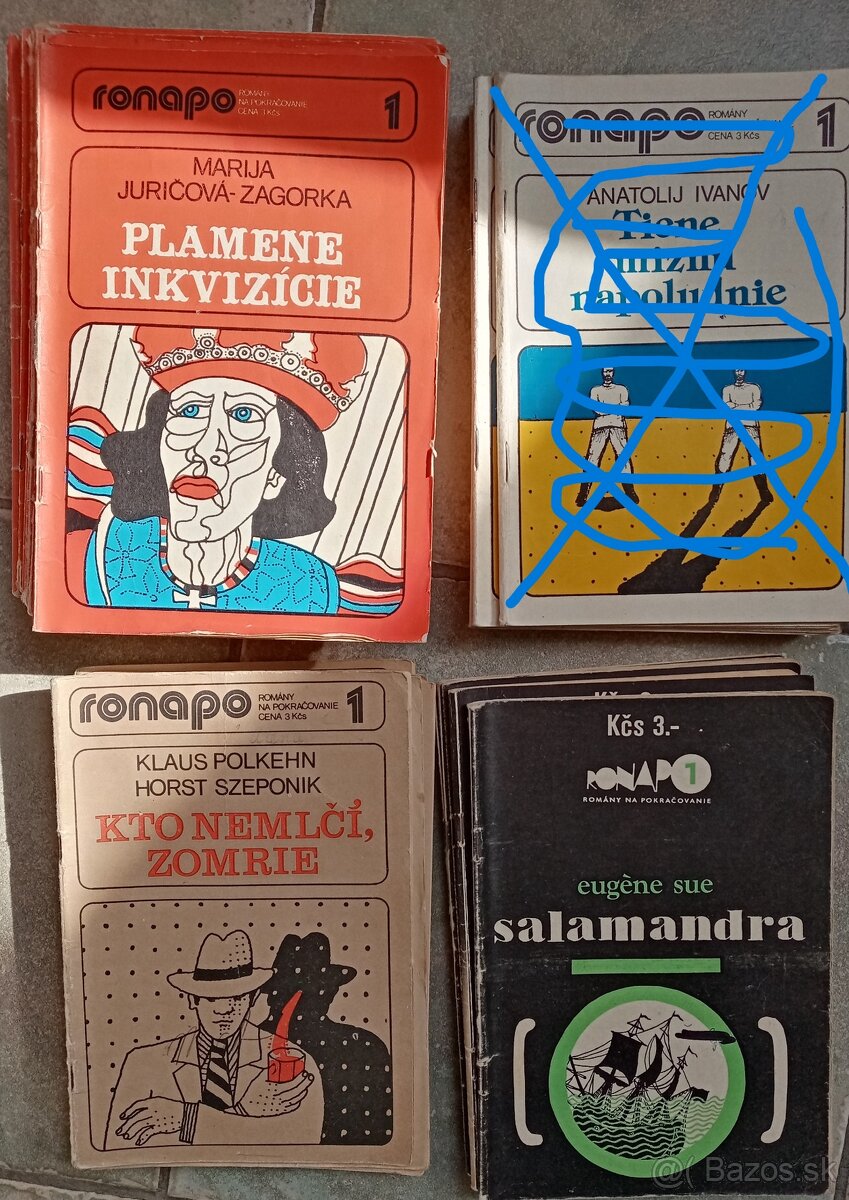 ronapo
ROMÁNY
NA POKRAČOVANIE
CENA 3 Kčs
1
MARIJA
JURIČOVÁ-ZAGORKA
PLAMENE
INKVIZÍCIE
ronapo
ROMÁNY
CENA 3 Kčs
1
ANATOLIJ IVANOV
Tiene
napoludnie
ronapo
ROMÁNY
NA POKRAČOVANIE
CENA 3 Kčs
1
KLAUS POLKEHN
HORST SZEPONIK
KTO NEMLČÍ,
ZOMRIE
Kčs 3.-
RONAPO 1
ROMÁNY NA POKRAČOVANIE
eugène sue
salamandra
Bazos.sk